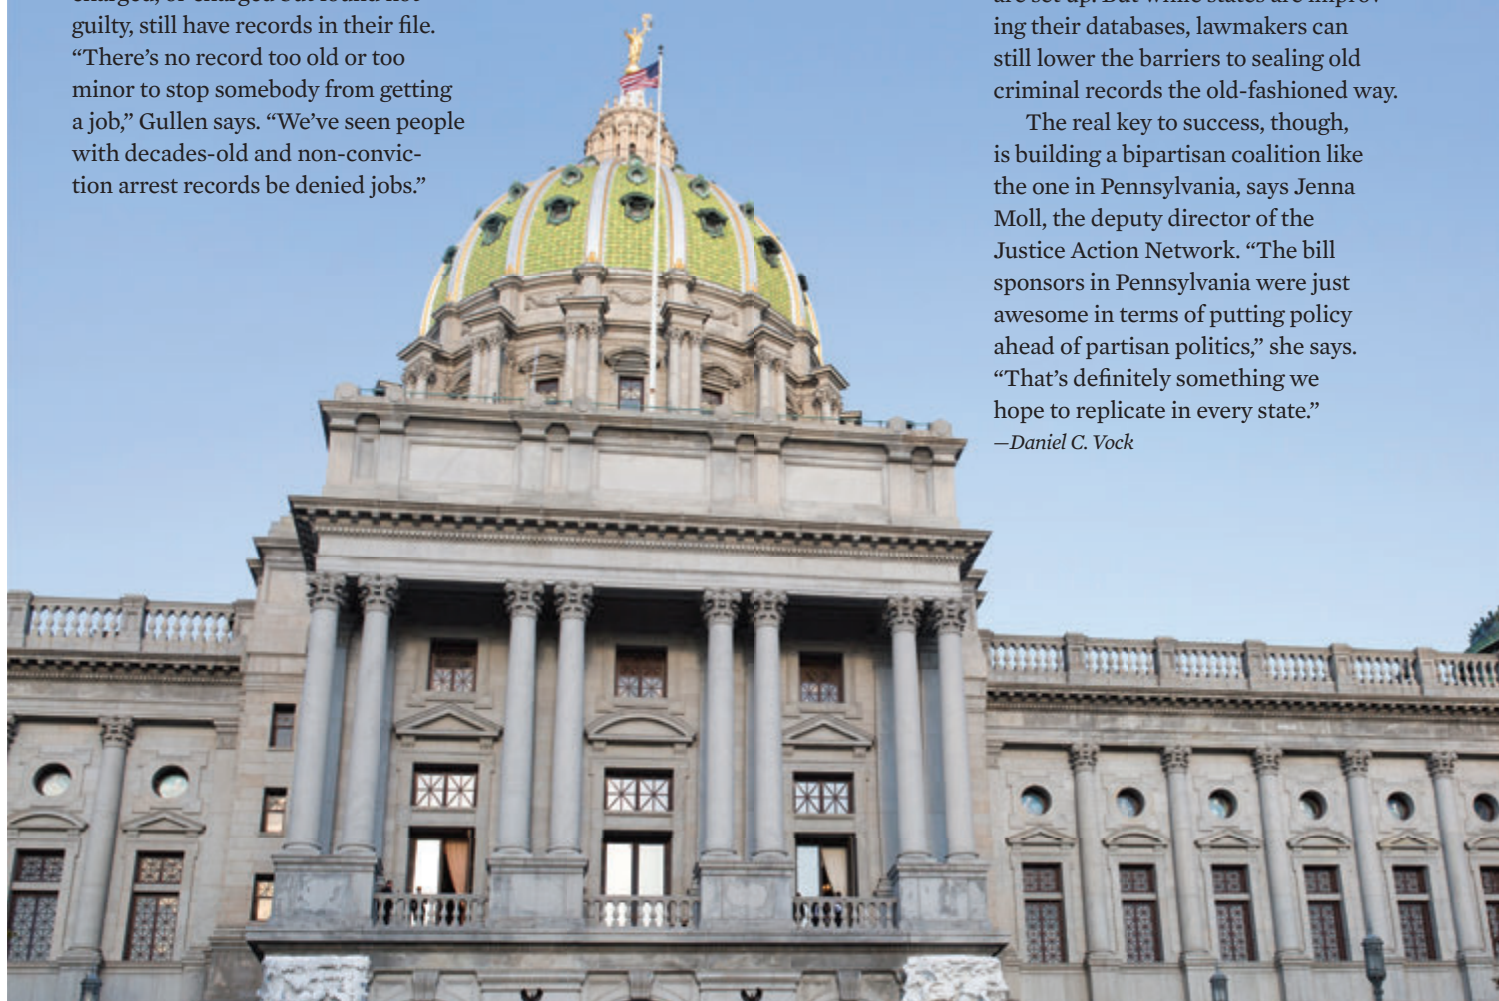 guilty, still have records in their file.
“There’s no record too old or too
minor to stop somebody from getting
a job,” Gullen says. “We’ve seen people
with decades-old and non-convic-
tion arrest records be denied jobs.”
ing their databases, lawmakers can
still lower the barriers to sealing old
criminal records the old-fashioned way.
The real key to success, though,
is building a bipartisan coalition like
the one in Pennsylvania, says Jenna
Moll, the deputy director of the
Justice Action Network. “The bill
sponsors in Pennsylvania were just
awesome in terms of putting policy
ahead of partisan politics,” she says.
“That’s definitely something we
hope to replicate in every state.”
—Daniel C. Vock